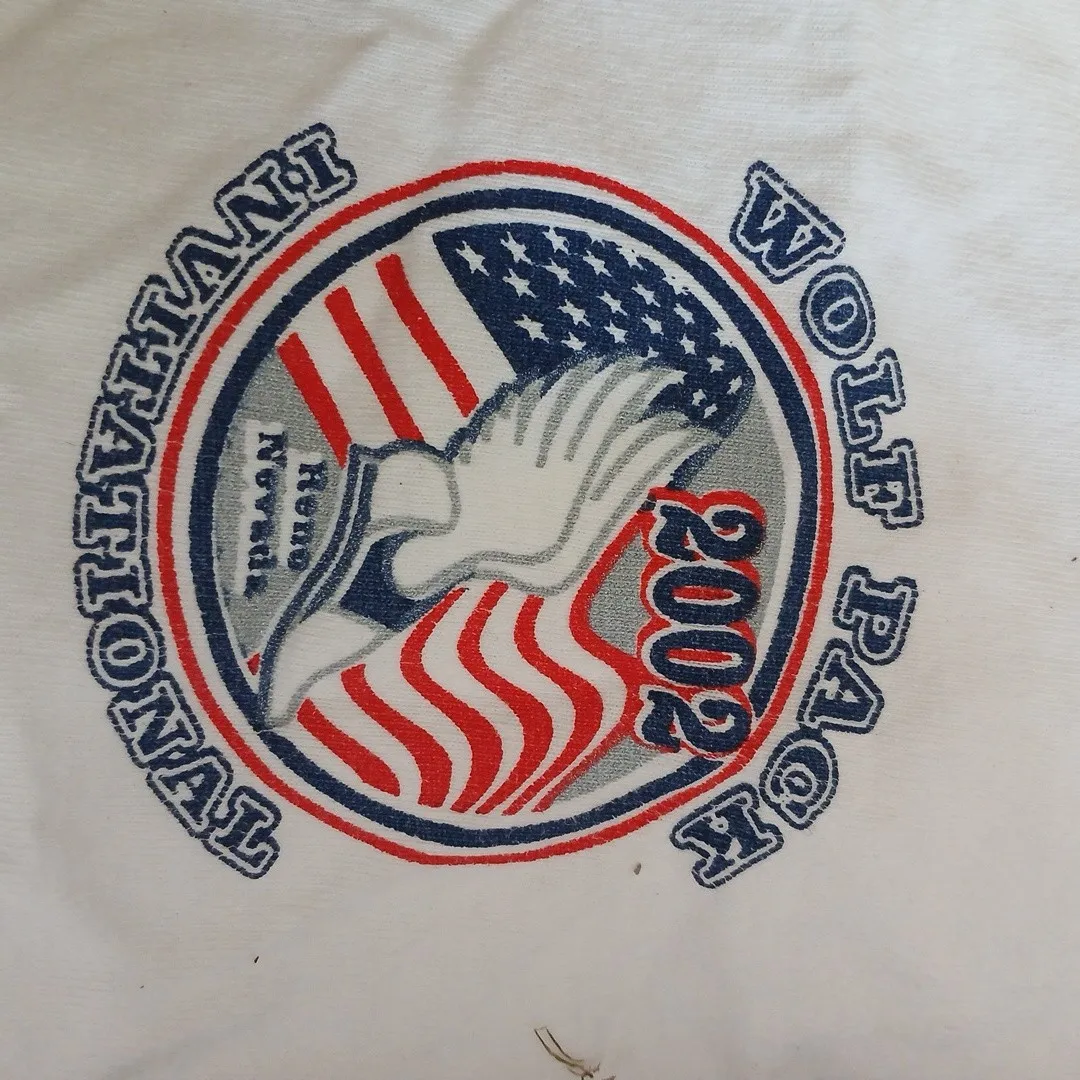 WOLF PACK
2002
Reno
Nevada
INVITATIONAL